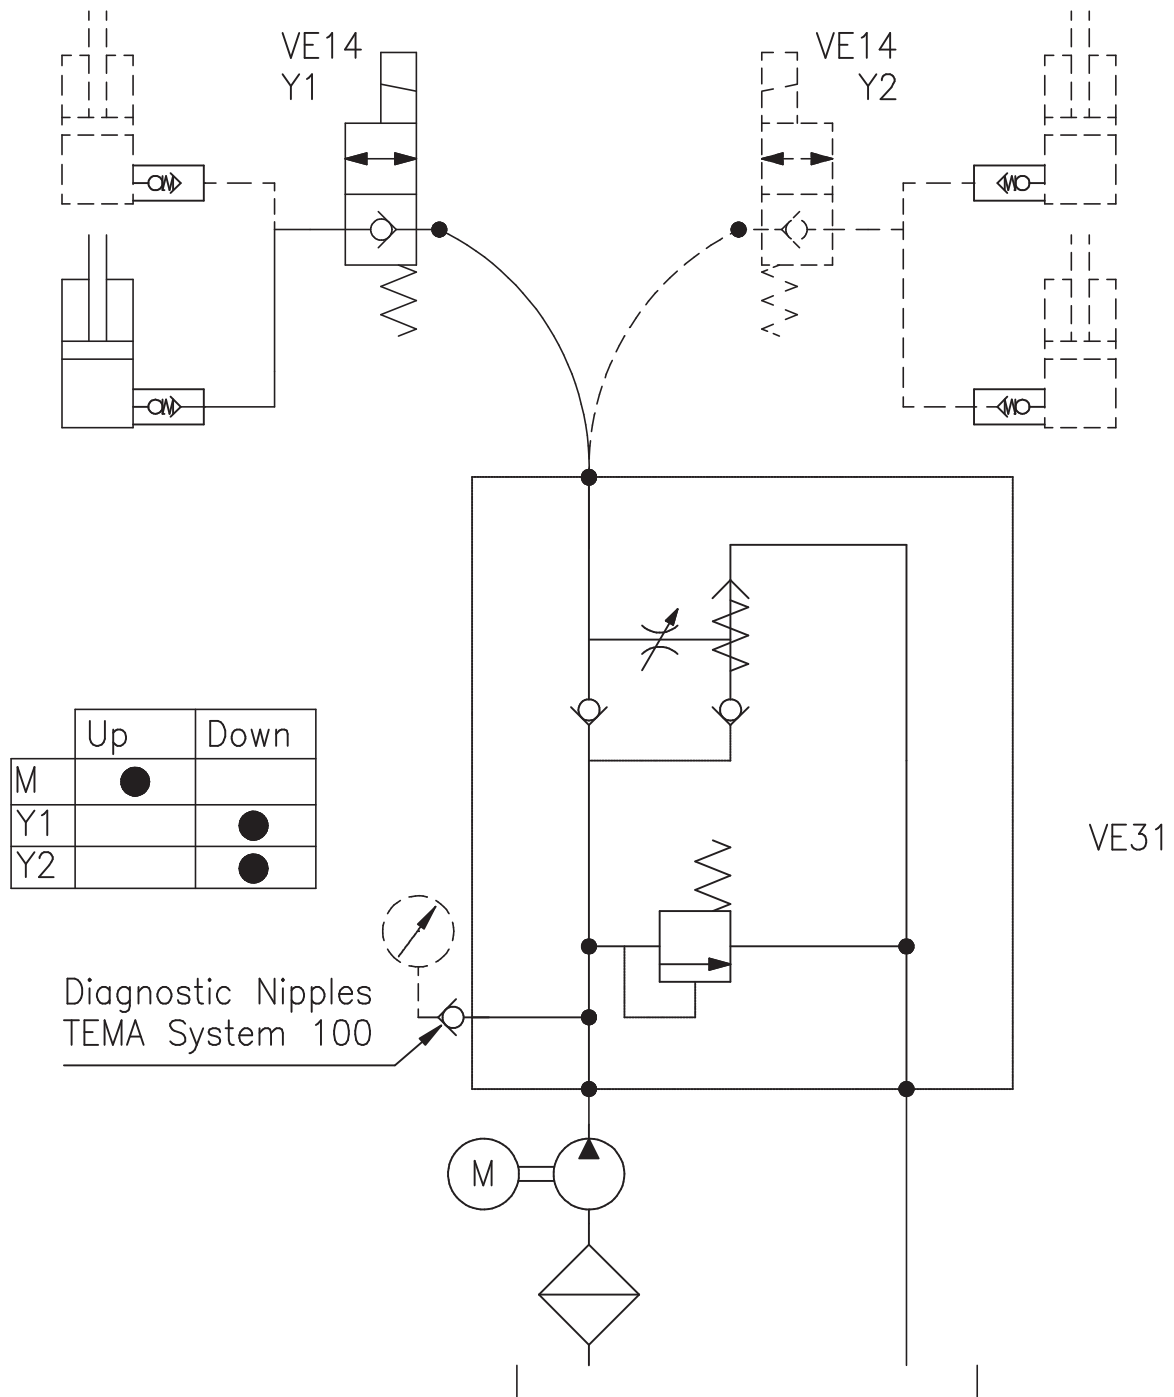 VE14
Y1
VE14
Y2
Up Down
M
Y1
Y2
VE31
Diagnostic Nipples
TEMA System 100
M